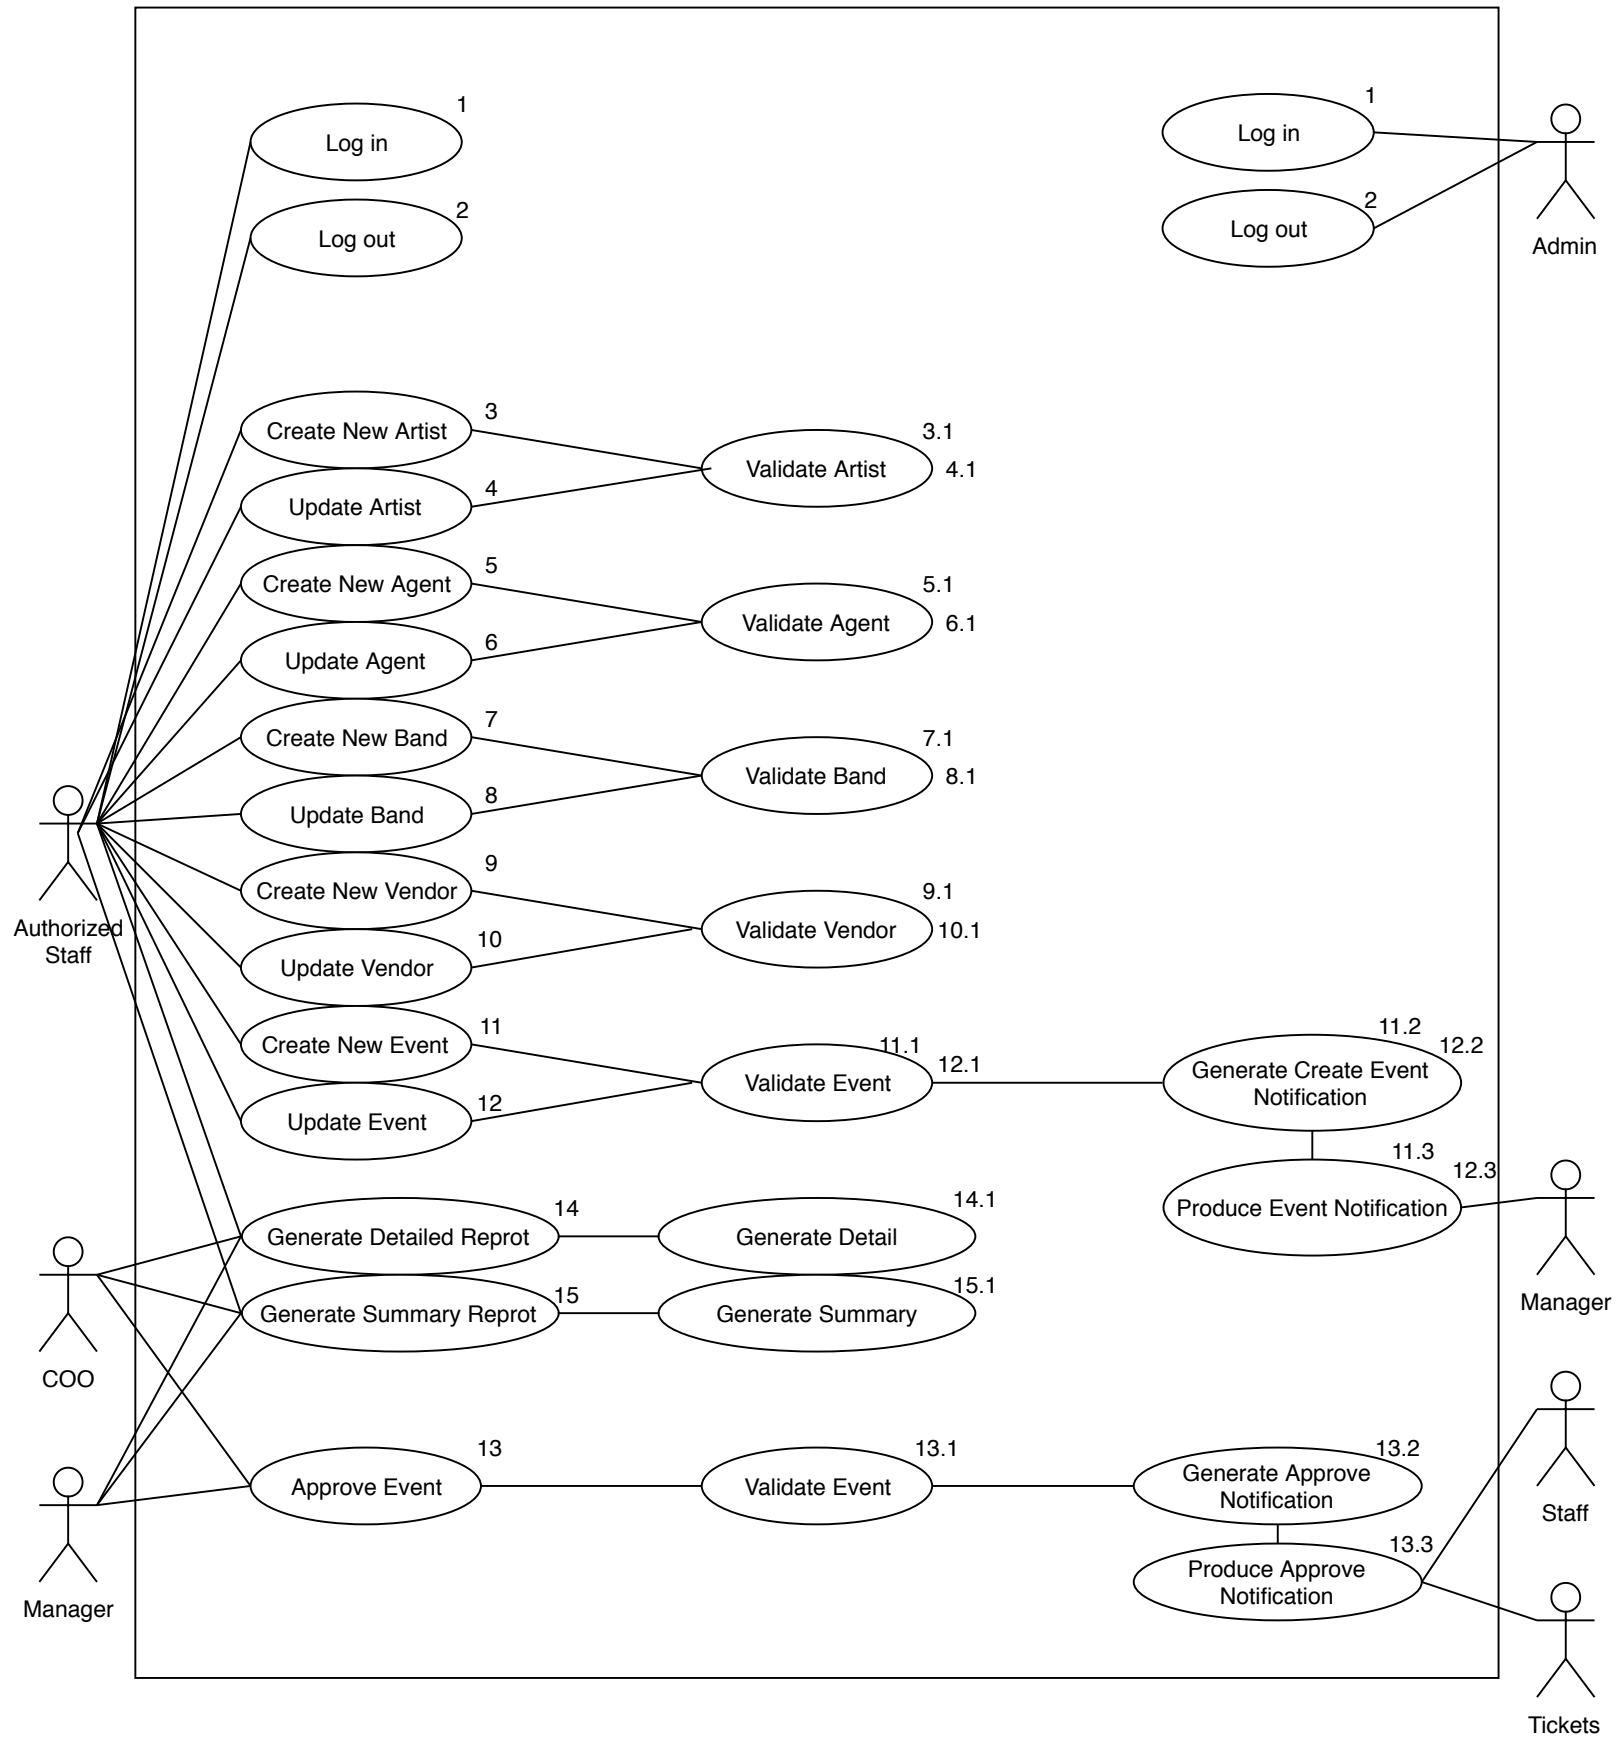 1
Log in
2
Log out
1
Log in
2
Log out
Admin
3
Create New Artist
4
Update Artist
3.1
Validate Artist
4.1
5
Create New Agent
6
Update Agent
5.1
Validate Agent
6.1
7
Create New Band
8
Update Band
7.1
Validate Band
8.1
Authorized
Staff
9
Create New Vendor
10
Update Vendor
9.1
Validate Vendor
10.1
11
Create New Event
12
Update Event
11.1
12.1
Validate Event
11.2
12.2
Generate Create Event
Notification
11.3
12.3
Produce Event Notification
Manager
14
Generate Detailed Reprot
14.1
Generate Detail
15
Generate Summary Reprot
15.1
Generate Summary
COO
13
Approve Event
13.1
Validate Event
13.2
Generate Approve
Notification
13.3
Produce Approve
Notification
Staff
Manager
Tickets